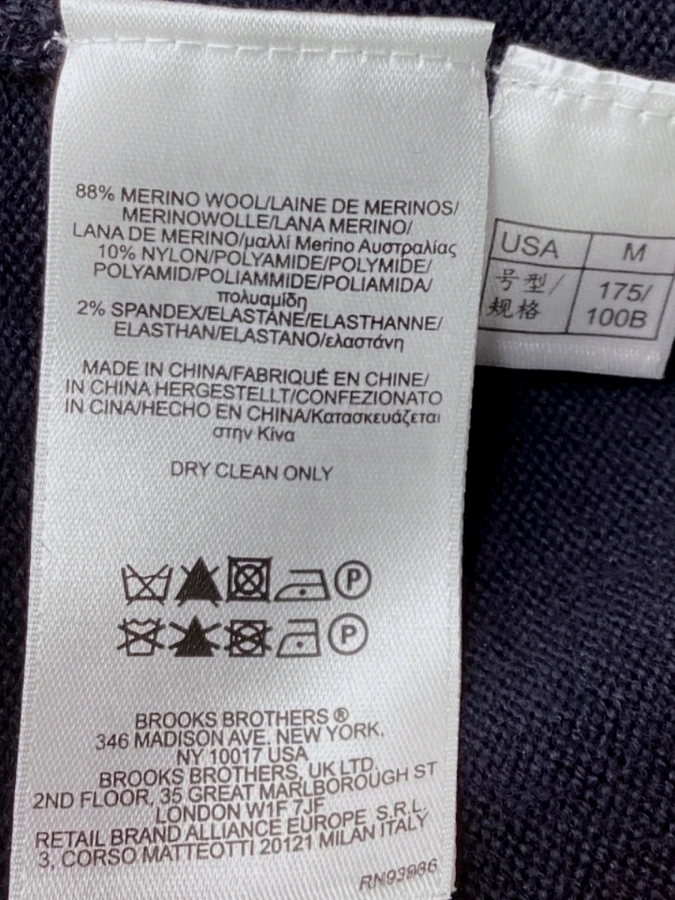 88% MERINO WOOL/LAINE DE MERINOS/
MERINOWOLLE/LANA MERINO/
LANA DE MERINO/μαλλί Merino Αυστραλίας
10% NYLON/POLYAMIDE/POLYMIDE/
POLYAMID/POLIAMMIDE/POLIAMIDA/
πολυαμίδη
2% SPANDEX/ELASTANE/ELASTHANNE/
ELASTHAN/ELASTANO/ελαστάνη
MADE IN CHINA/FABRIQUÉ EN CHINE/
IN CHINA HERGESTELLT/CONFEZIONATO
IN CINA/HECHO EN CHINA/Κατασκευάζεται
στην Κίνα
DRY CLEAN ONLY
P
P
BROOKS BROTHERS ®
346 MADISON AVE. NEW YORK,
NY 10017 USA
BROOKS BROTHERS, UK LTD.
2ND FLOOR, 35 GREAT MARLBOROUGH ST
LONDON W1F 7JF
RETAIL BRAND ALLIANCE EUROPE S.R.L.
3, CORSO MATTEOTTI 20121 MILAN ITALY
RN93986
USA M
号型/ 175/
规格 100B